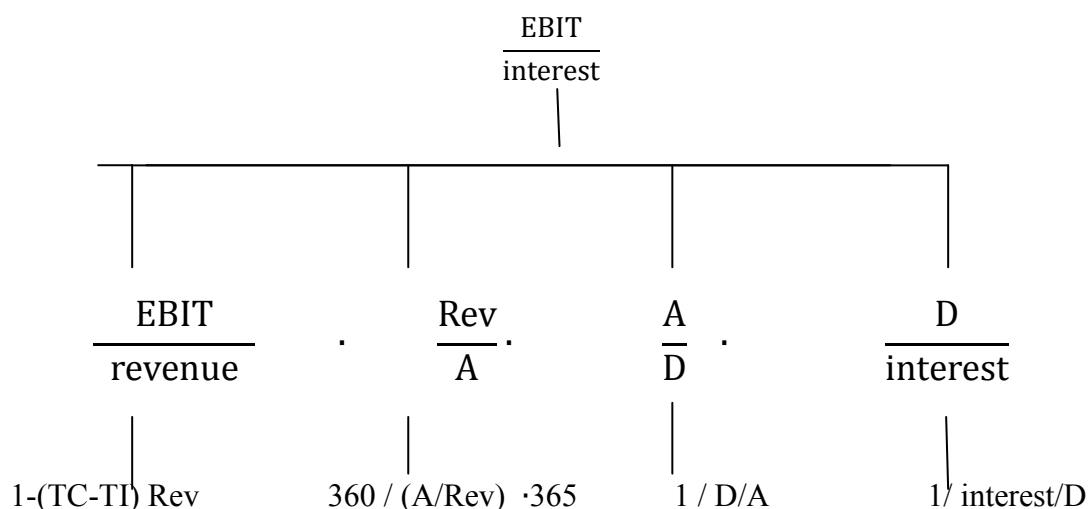 EBIT
interest
EBIT · Rev · A · D
revenue A D interest
1-(TC-TI) Rev 360 / (A/Rev) ·365 1 / D/A 1/ interest/D